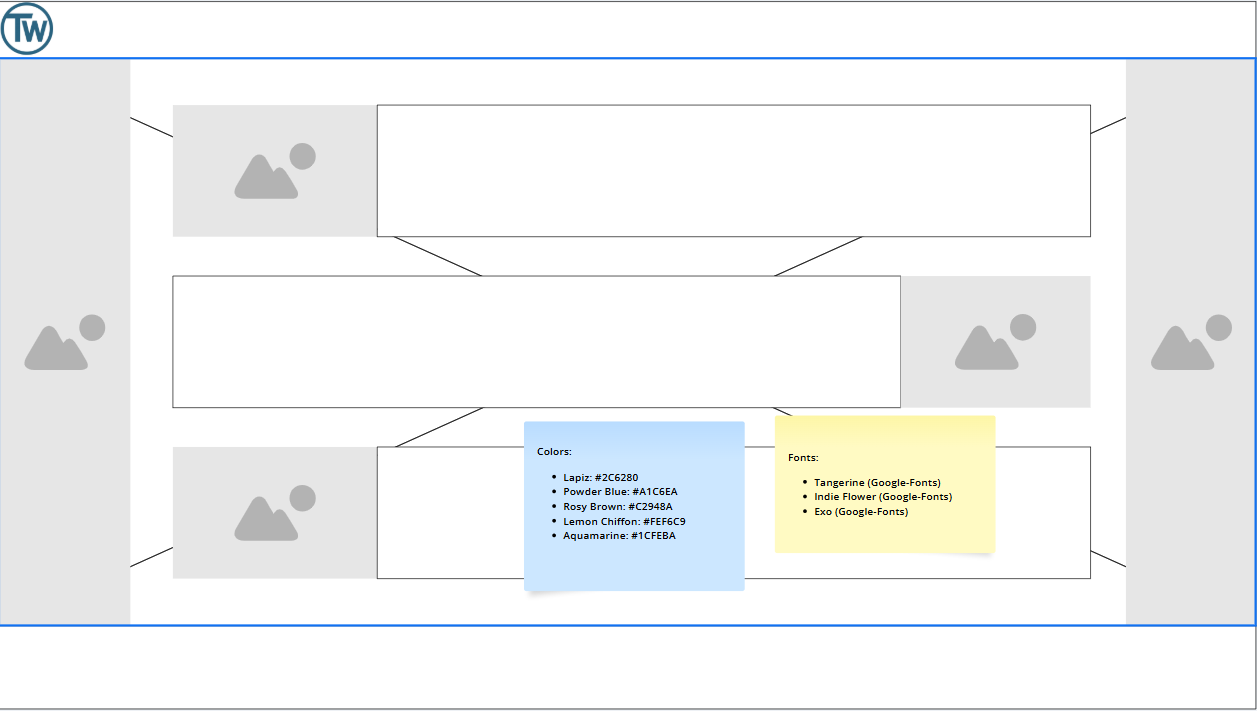 TW
Colors:
Lapiz: #2C6280
Powder Blue: #A1C6EA
Rosy Brown: #C2948A
Lemon Chiffon: #FEF6C9
Aquamarine: #1CFEBA
Fonts:
Tangerine (Google-Fonts)
Indie Flower (Google-Fonts)
Exo (Google-Fonts)